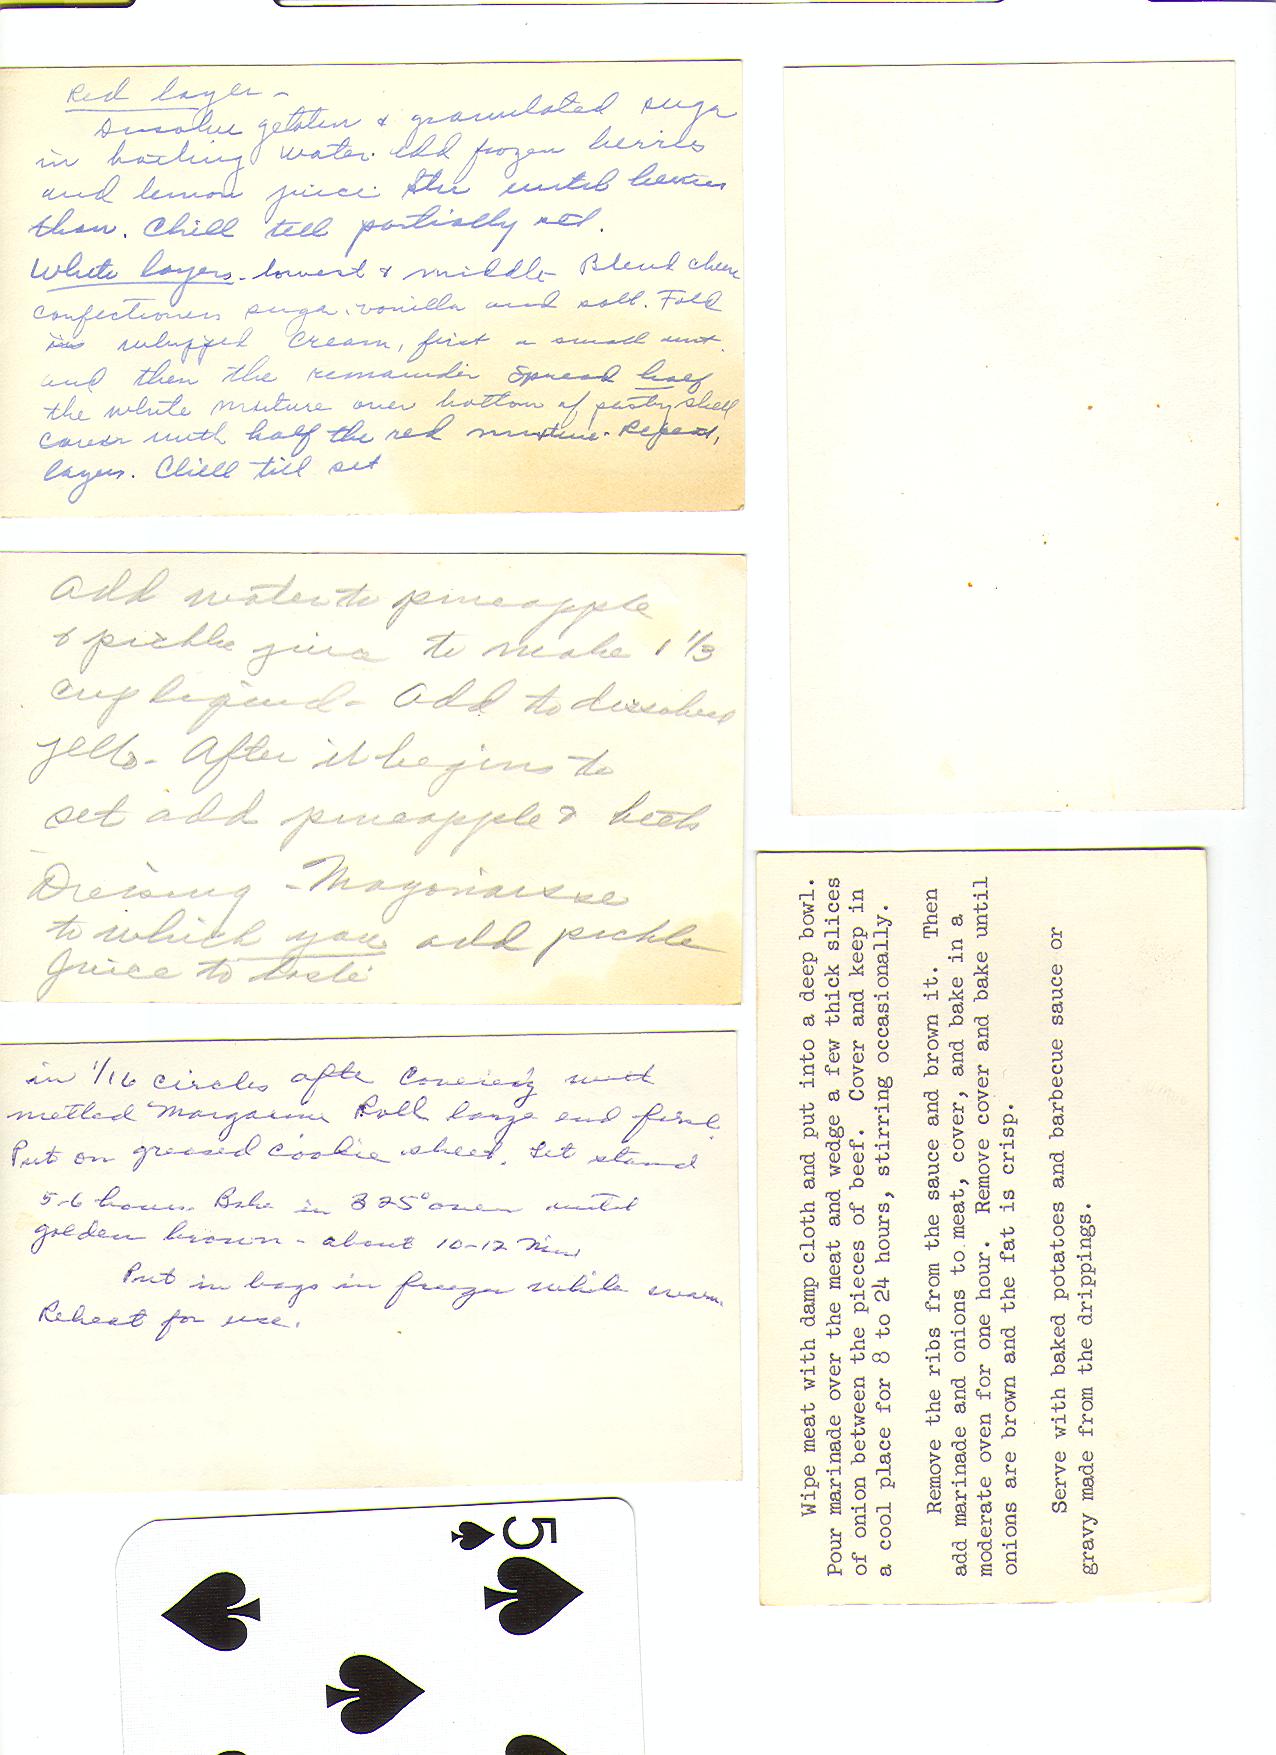 Red layer -
Dissolve gelatin & granulated sugar
in boiling water. Add frozen berries
and lemon juice. Stir until berries
thaw. Chill till partially set.
White layers - lowest & middle Blend cheese
confectioners sugar, vanilla and salt. Fold
in whipped cream, first a small amt.
and then the remainder Spread half
the white mixture over bottom of pastry shell
cover with half the red mixture. Repeat,
layers. Chill till set
Add water to pineapple
& pickle juice to make 1 1/3
cup liquid - Add to dissolved
jello. After it begins to
set add pineapple & beets
Dressing - Mayonaisse
to which you add pickle
juice to taste
in 1/16 circles after covering with
metled Margarine Roll large end first.
Put on greased cookie sheet. Let stand
5-6 hours. Bake in 325° oven until
golden brown - about 10-12 Min
Put in bags in freezer while warm.
Reheat for use.
Wipe meat with damp cloth and put into a deep bowl.
Pour marinade over the meat and wedge a few thick slices
of onion between the pieces of beef. Cover and keep in
a cool place for 8 to 24 hours, stirring occasionally.
Remove the ribs from the sauce and brown it. Then
add marinade and onions to meat, cover, and bake in a
moderate oven for one hour. Remove cover and bake until
onions are brown and the fat is crisp.
Serve with baked potatoes and barbecue sauce or
gravy made from the drippings.
5